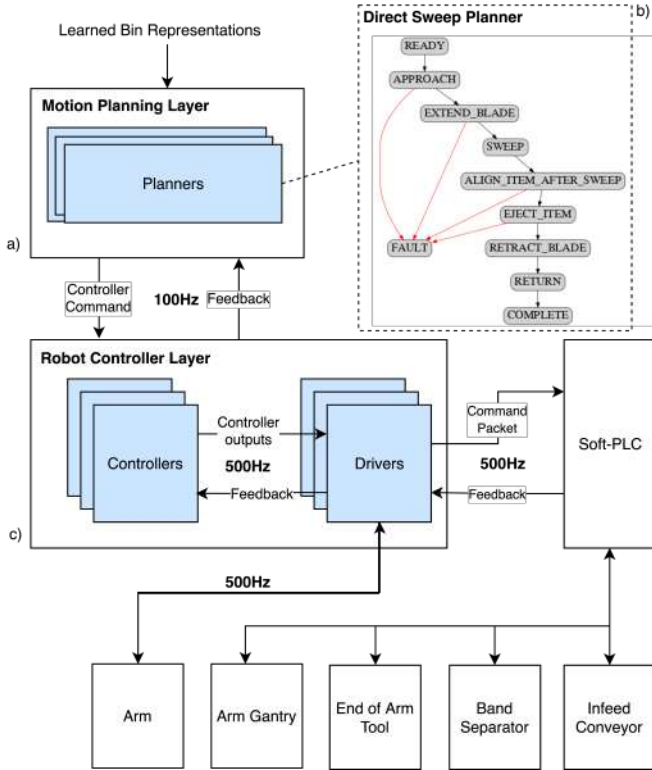 Learned Bin Representations
Motion Planning Layer
Planners
a)
Controller
Command
100Hz
Feedback
Direct Sweep Planner
b)
READY
APPROACH
EXTEND_BLADE
SWEEP
ALIGN_ITEM_AFTER_SWEEP
EJECT_ITEM
FAULT
RETRACT_BLADE
RETURN
COMPLETE
Robot Controller Layer
Controllers
Controller
outputs
500Hz
Feedback
Drivers
Command
Packet
500Hz
Feedback
Soft-PLC
c)
500Hz
Arm
Arm Gantry
End of Arm
Tool
Band
Separator
Infeed
Conveyor